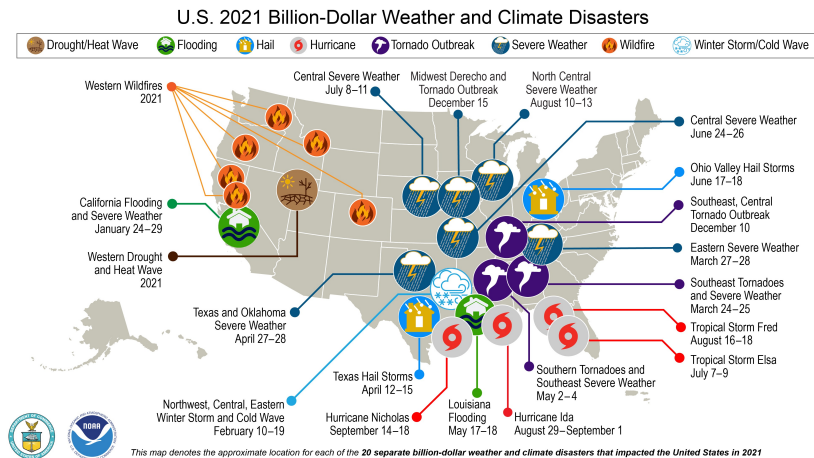 U.S. 2021 Billion-Dollar Weather and Climate Disasters
Drought/Heat Wave
Flooding
Hail
Hurricane
Tornado Outbreak
Severe Weather
Wildfire
Winter Storm/Cold Wave
Western Wildfires
2021
Central Severe Weather
July 8–11
Midwest Derecho and
Tornado Outbreak
December 15
North Central
Severe Weather
August 10–13
Central Severe Weather
June 24–26
Ohio Valley Hail Storms
June 17–18
California Flooding
and Severe Weather
January 24–29
Southeast, Central
Tornado Outbreak
December 10
Western Drought
and Heat Wave
2021
Eastern Severe Weather
March 27–28
Southeast Tornadoes
and Severe Weather
March 24–25
Texas and Oklahoma
Severe Weather
April 27–28
Tropical Storm Fred
August 16–18
Tropical Storm Elsa
July 7–9
Texas Hail Storms
April 12–15
Southern Tornadoes and
Southeast Severe Weather
May 2–4
Northwest, Central, Eastern
Winter Storm and Cold Wave
February 10–19
Hurricane Nicholas
September 14–18
Louisiana
Flooding
May 17–18
Hurricane Ida
August 29–September 1
NOAA
This map denotes the approximate location for each of the 20 separate billion-dollar weather and climate disasters that impacted the United States in 2021